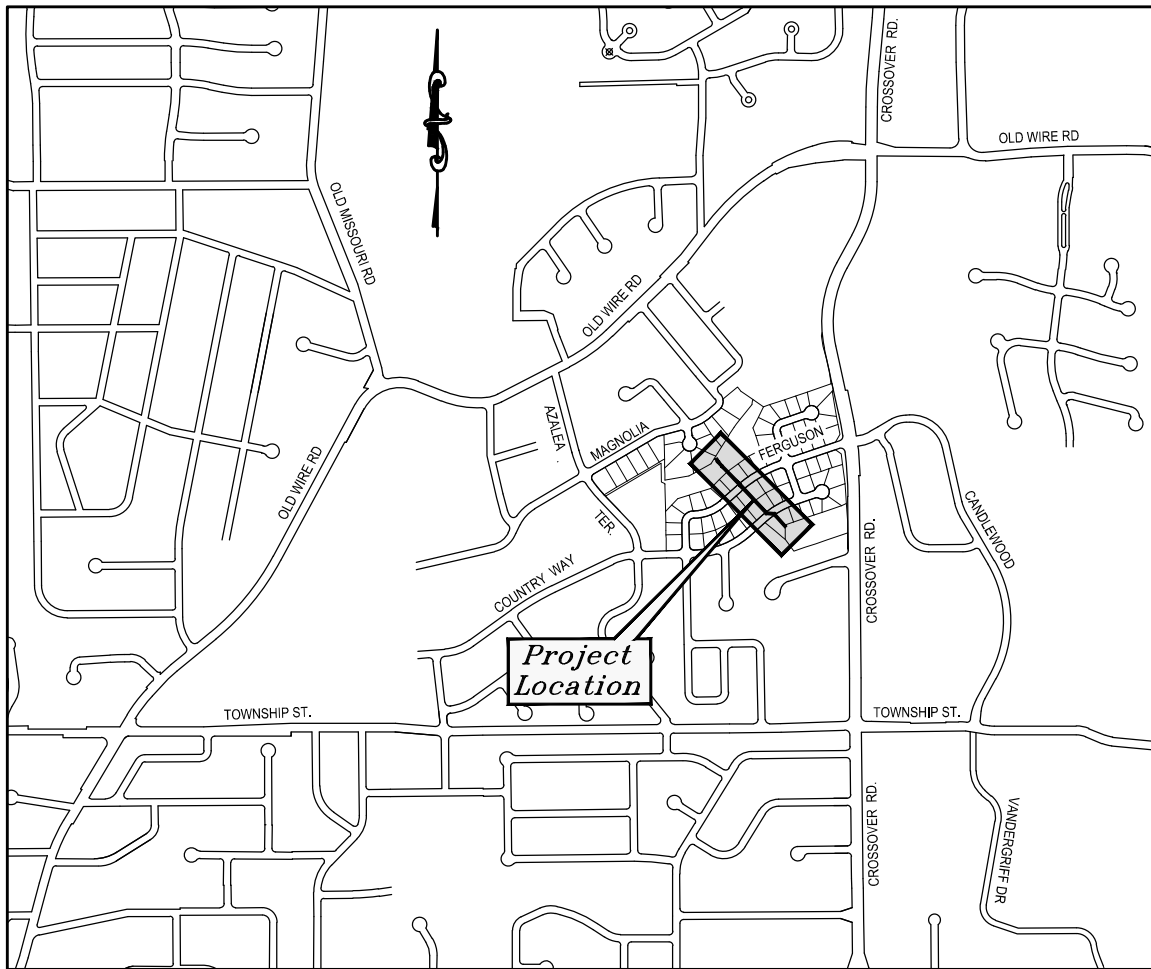 CROSSOVER RD.
OLD WIRE RD
OLD MISSOURI RD
OLD WIRE RD
AZALEA
MAGNOLIA
FERGUSON
OLD WIRE RD
TER.
CANDLEWOOD
COUNTRY WAY
CROSSOVER RD.
Project
Location
TOWNSHIP ST.
TOWNSHIP ST.
CROSSOVER RD.
VANDERGRIFF DR